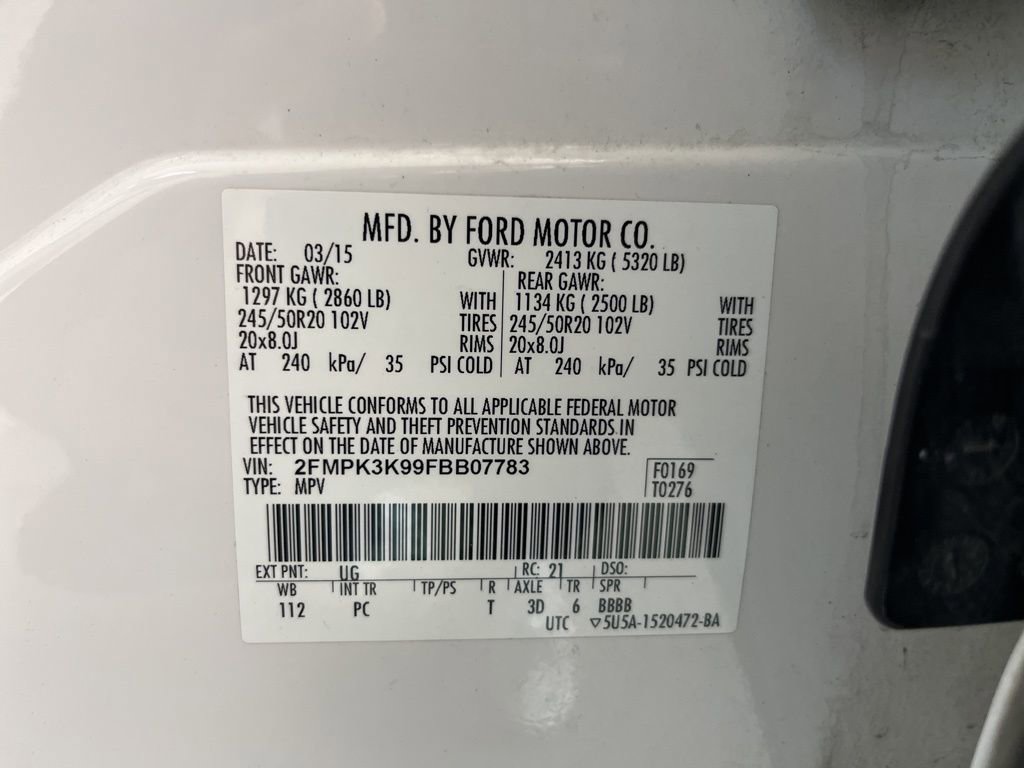 MFD. BY FORD MOTOR CO.
DATE: 03/15 GVWR: 2413 KG ( 5320 LB)
FRONT GAWR: REAR GAWR:
1297 KG ( 2860 LB) WITH 1134 KG ( 2500 LB) WITH
245/50R20 102V TIRES 245/50R20 102V TIRES
20x8.0J RIMS 20x8.0J RIMS
AT 240 kPa/ 35 PSI COLD AT 240 kPa/ 35 PSI COLD
THIS VEHICLE CONFORMS TO ALL APPLICABLE FEDERAL MOTOR
VEHICLE SAFETY AND THEFT PREVENTION STANDARDS IN
EFFECT ON THE DATE OF MANUFACTURE SHOWN ABOVE.
VIN: 2FMPK3K99FBB07783 F0169
TYPE: MPV T0276
EXT PNT: UG RC: 21 DSO:
WB INT TR TP/PS R AXLE TR SPR
112 PC T 3D 6 BBBB
UTC ▽5U5A-1520472-BA